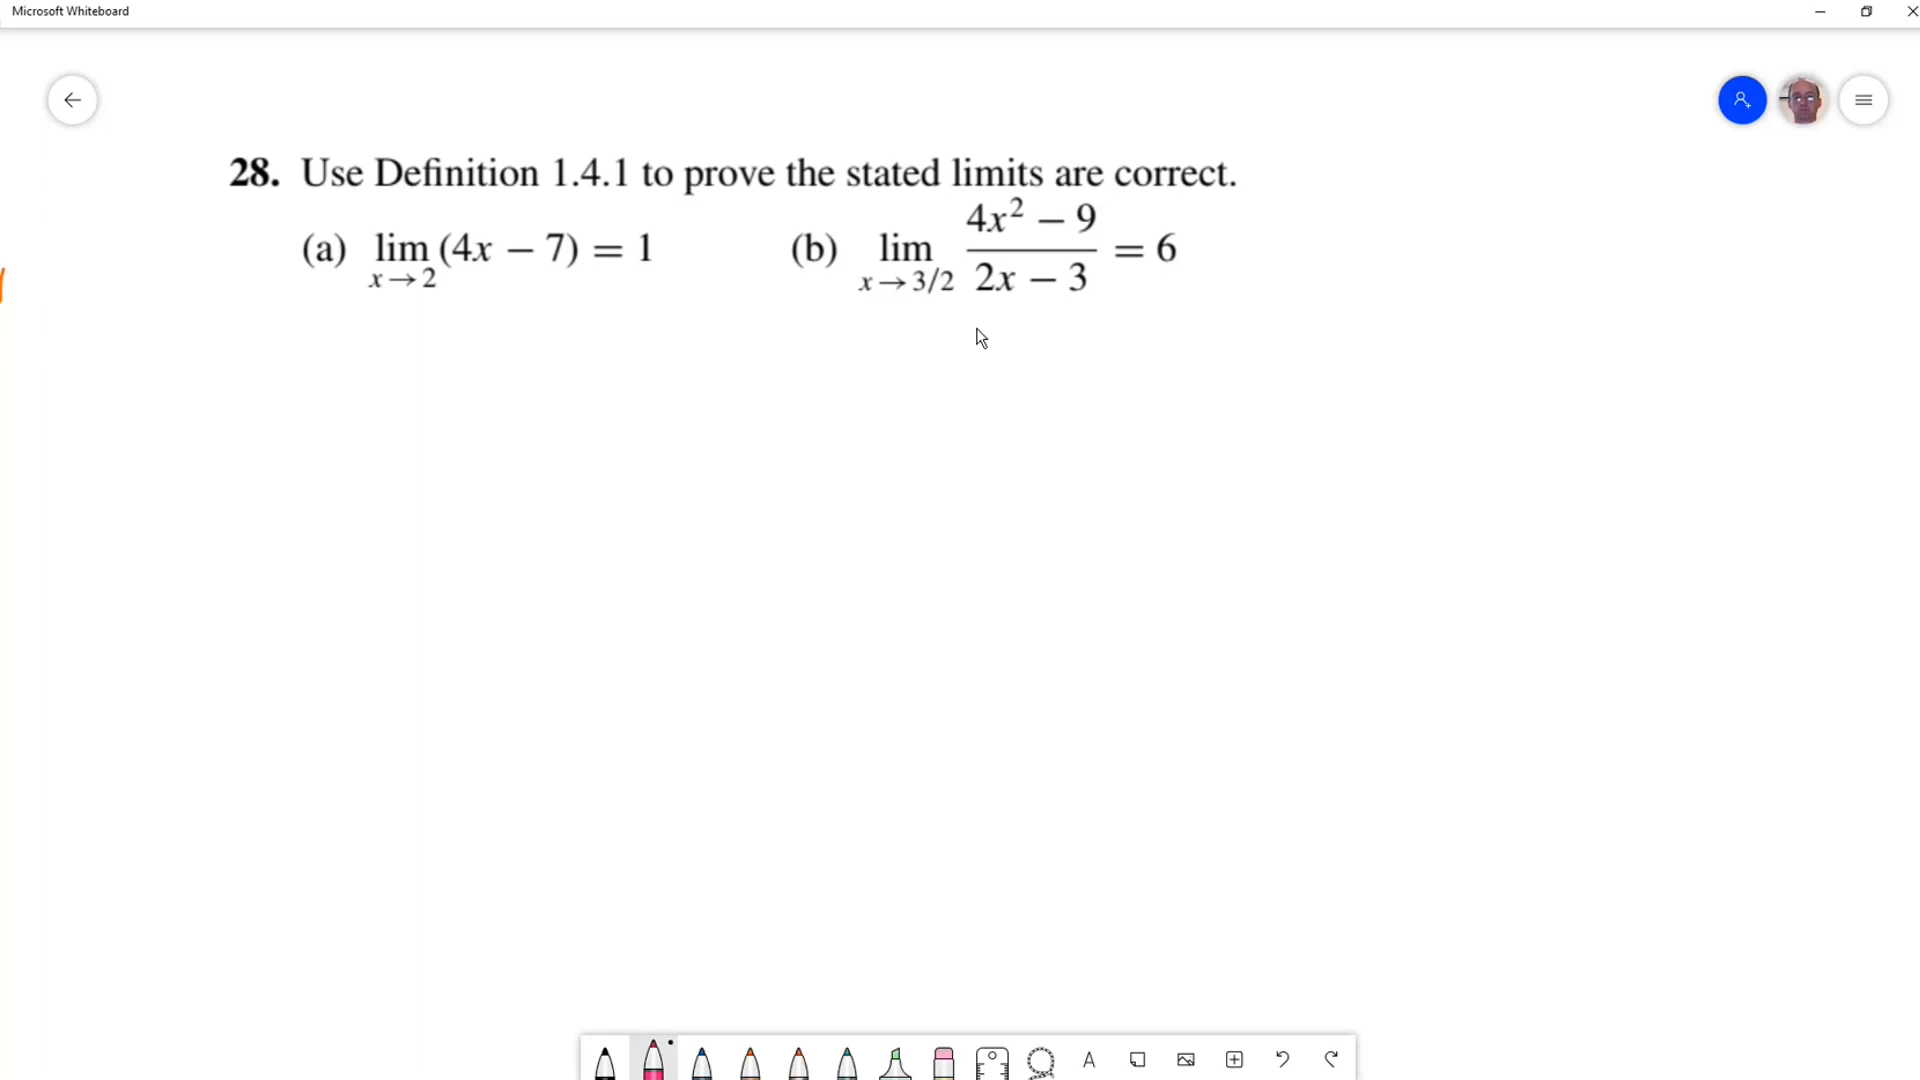 Microsoft Whiteboard
28. Use Definition 1.4.1 to prove the stated limits are correct.
(a) lim x→2 (4x − 7) = 1 (b) lim x→3/2 (4x² − 9)/(2x − 3) = 6
A